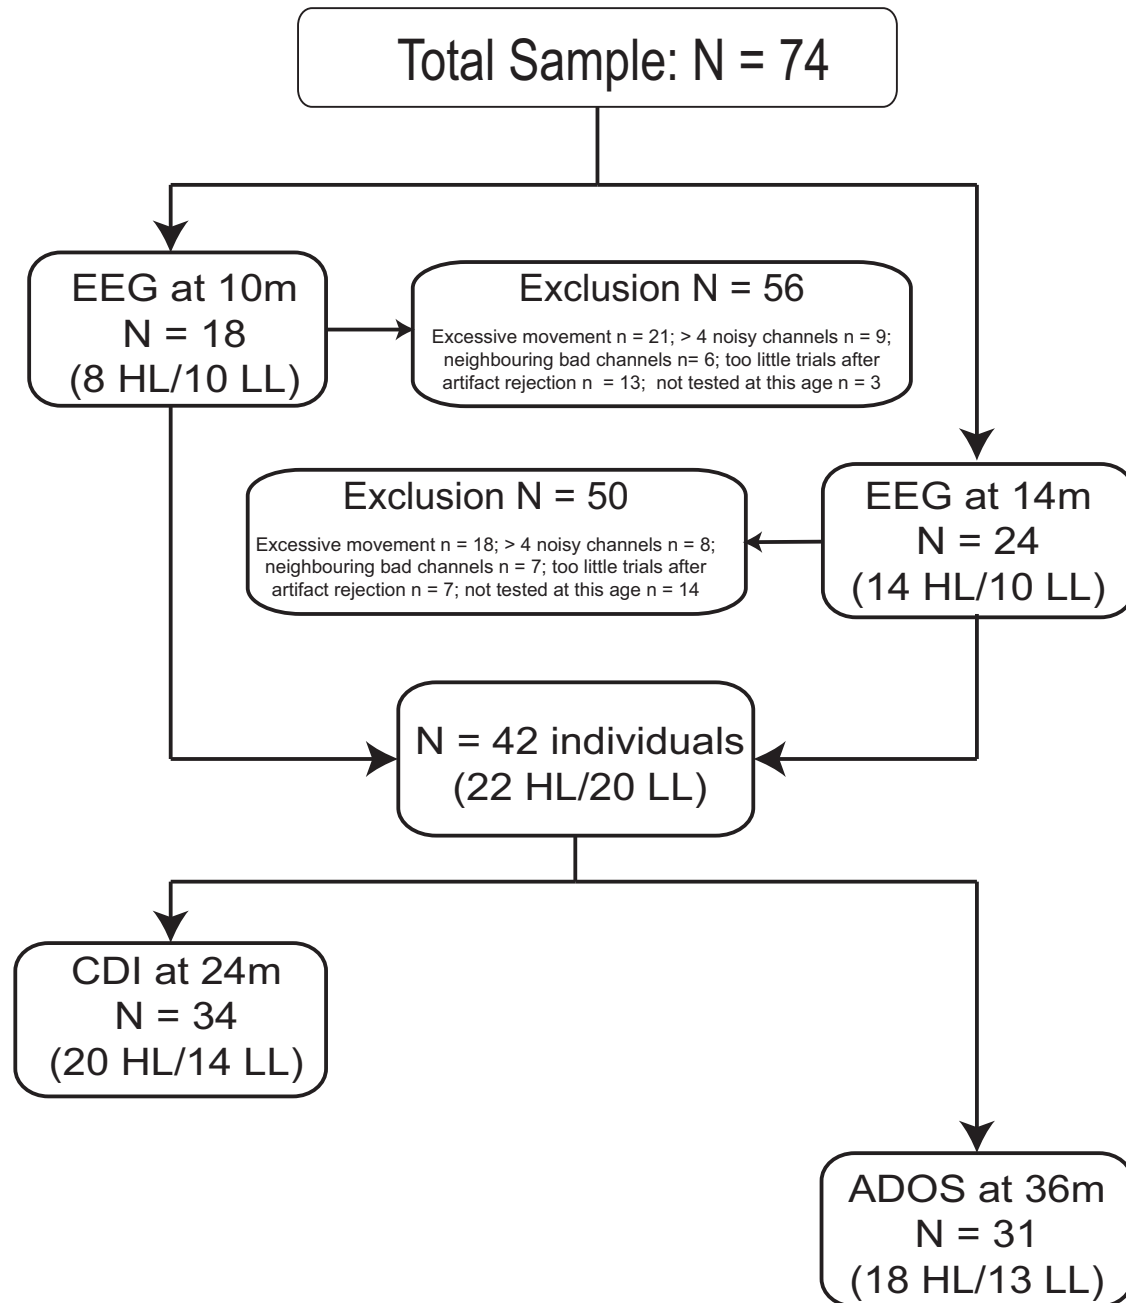 Total Sample: N = 74
EEG at 10m
N = 18
(8 HL/10 LL)
Exclusion N = 56
Excessive movement n = 21; > 4 noisy channels n = 9;
neighbouring bad channels n= 6; too little trials after
artifact rejection n = 13; not tested at this age n = 3
Exclusion N = 50
Excessive movement n = 18; > 4 noisy channels n = 8;
neighbouring bad channels n = 7; too little trials after
artifact rejection n = 7; not tested at this age n = 14
EEG at 14m
N = 24
(14 HL/10 LL)
N = 42 individuals
(22 HL/20 LL)
CDI at 24m
N = 34
(20 HL/14 LL)
ADOS at 36m
N = 31
(18 HL/13 LL)